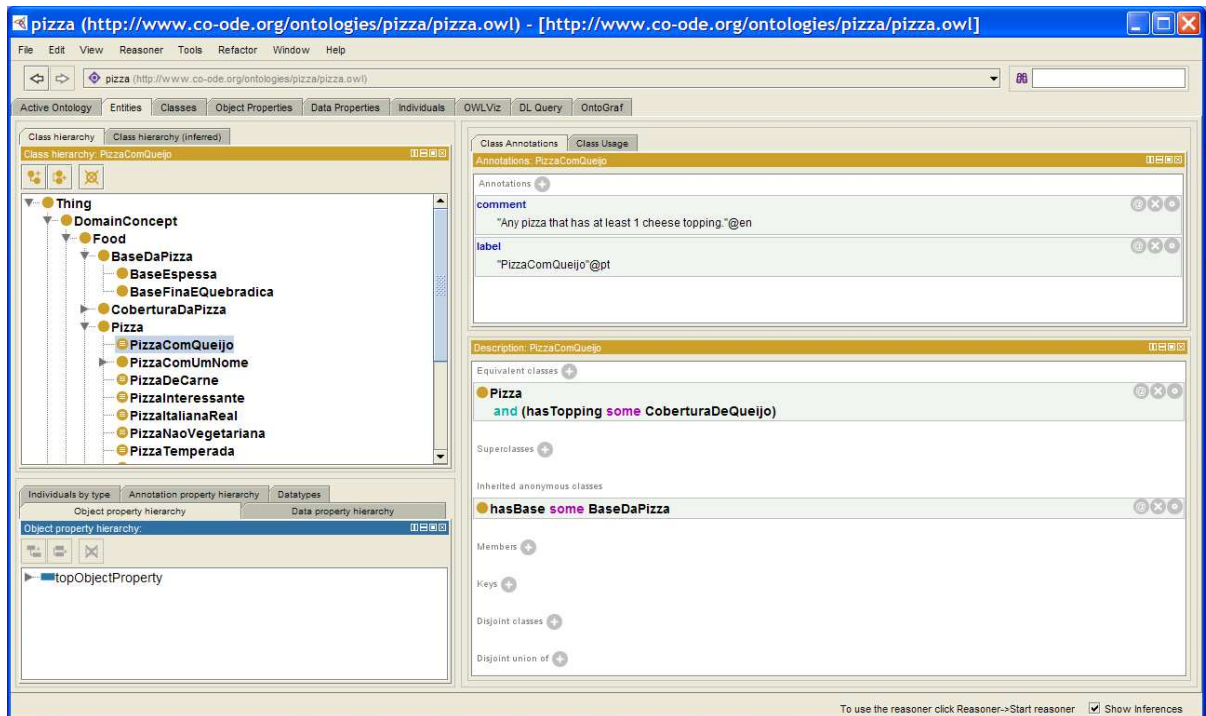 pizza (http://www.co-ode.org/ontologies/pizza/pizza.owl) - [http://www.co-ode.org/ontologies/pizza/pizza.owl]
File Edit View Reasoner Tools Refactor Window Help
pizza (http://www.co-ode.org/ontologies/pizza/pizza.owl)
Active Ontology Entities Classes Object Properties Data Properties Individuals OWLViz DL Query OntoGraf
Class hierarchy Class hierarchy (inferred)
Class hierarchy: PizzaComQueijo
Thing
DomainConcept
Food
BaseDaPizza
BaseEspessa
BaseFinaEQuebradica
CoberturaDaPizza
Pizza
PizzaComQueijo
PizzaComUmNome
PizzaDeCarne
PizzaInteressante
PizzaItalianaReal
PizzaNaoVegetariana
PizzaTemperada
Individuals by type Annotation property hierarchy Datatypes
Object property hierarchy Data property hierarchy
Object property hierarchy:
topObjectProperty
Class Annotations Class Usage
Annotations: PizzaComQueijo
Annotations
comment
"Any pizza that has at least 1 cheese topping."@en
label
"PizzaComQueijo"@pt
Description: PizzaComQueijo
Equivalent classes
Pizza
and (hasTopping some CoberturaDeQueijo)
Superclasses
Inherited anonymous classes
hasBase some BaseDaPizza
Members
Keys
Disjoint classes
Disjoint union of
To use the reasoner click Reasoner->Start reasoner Show Inferences